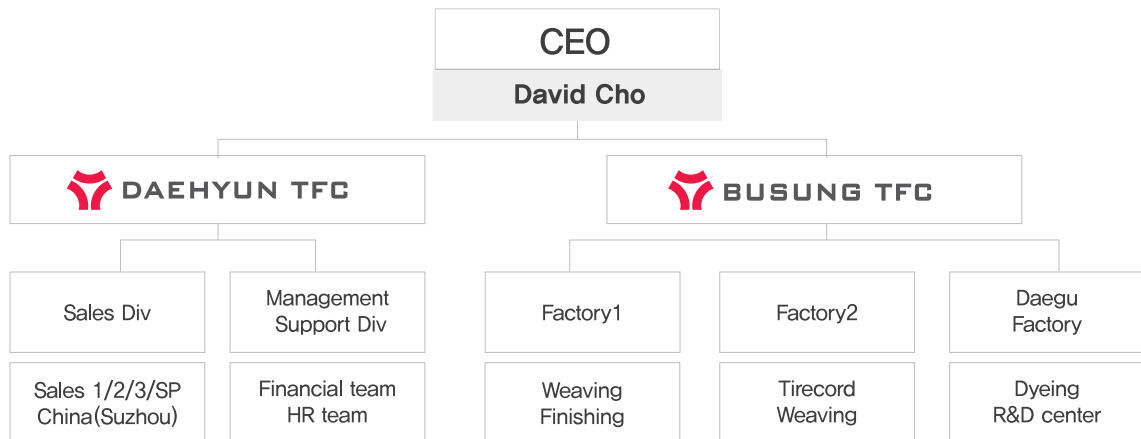 CEO
David Cho
DAEHYUN TFC
BUSUNG TFC
Sales Div
Management
Support Div
Factory1
Factory2
Daegu
Factory
Sales 1/2/3/SP
China(Suzhou)
Financial team
HR team
Weaving
Finishing
Tirecord
Weaving
Dyeing
R&D center